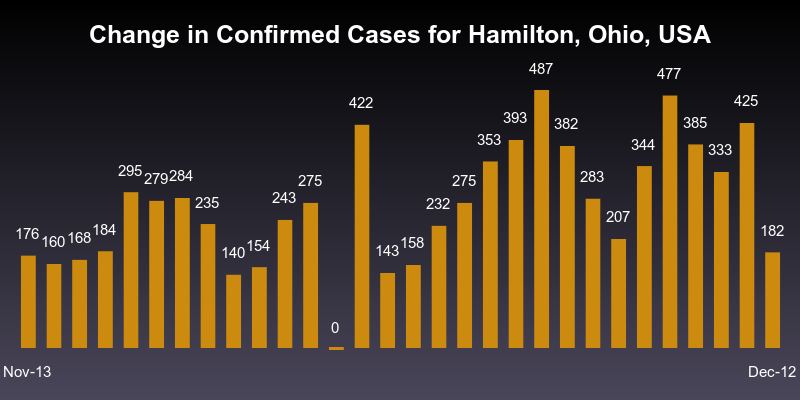 Change in Confirmed Cases for Hamilton, Ohio, USA
176 160 168 184 295 279 284 235 140 154 243 275 0 422 143 158 232 275 353 393 487 382 283 207 344 477 385 333 425 182
Nov-13 Dec-12